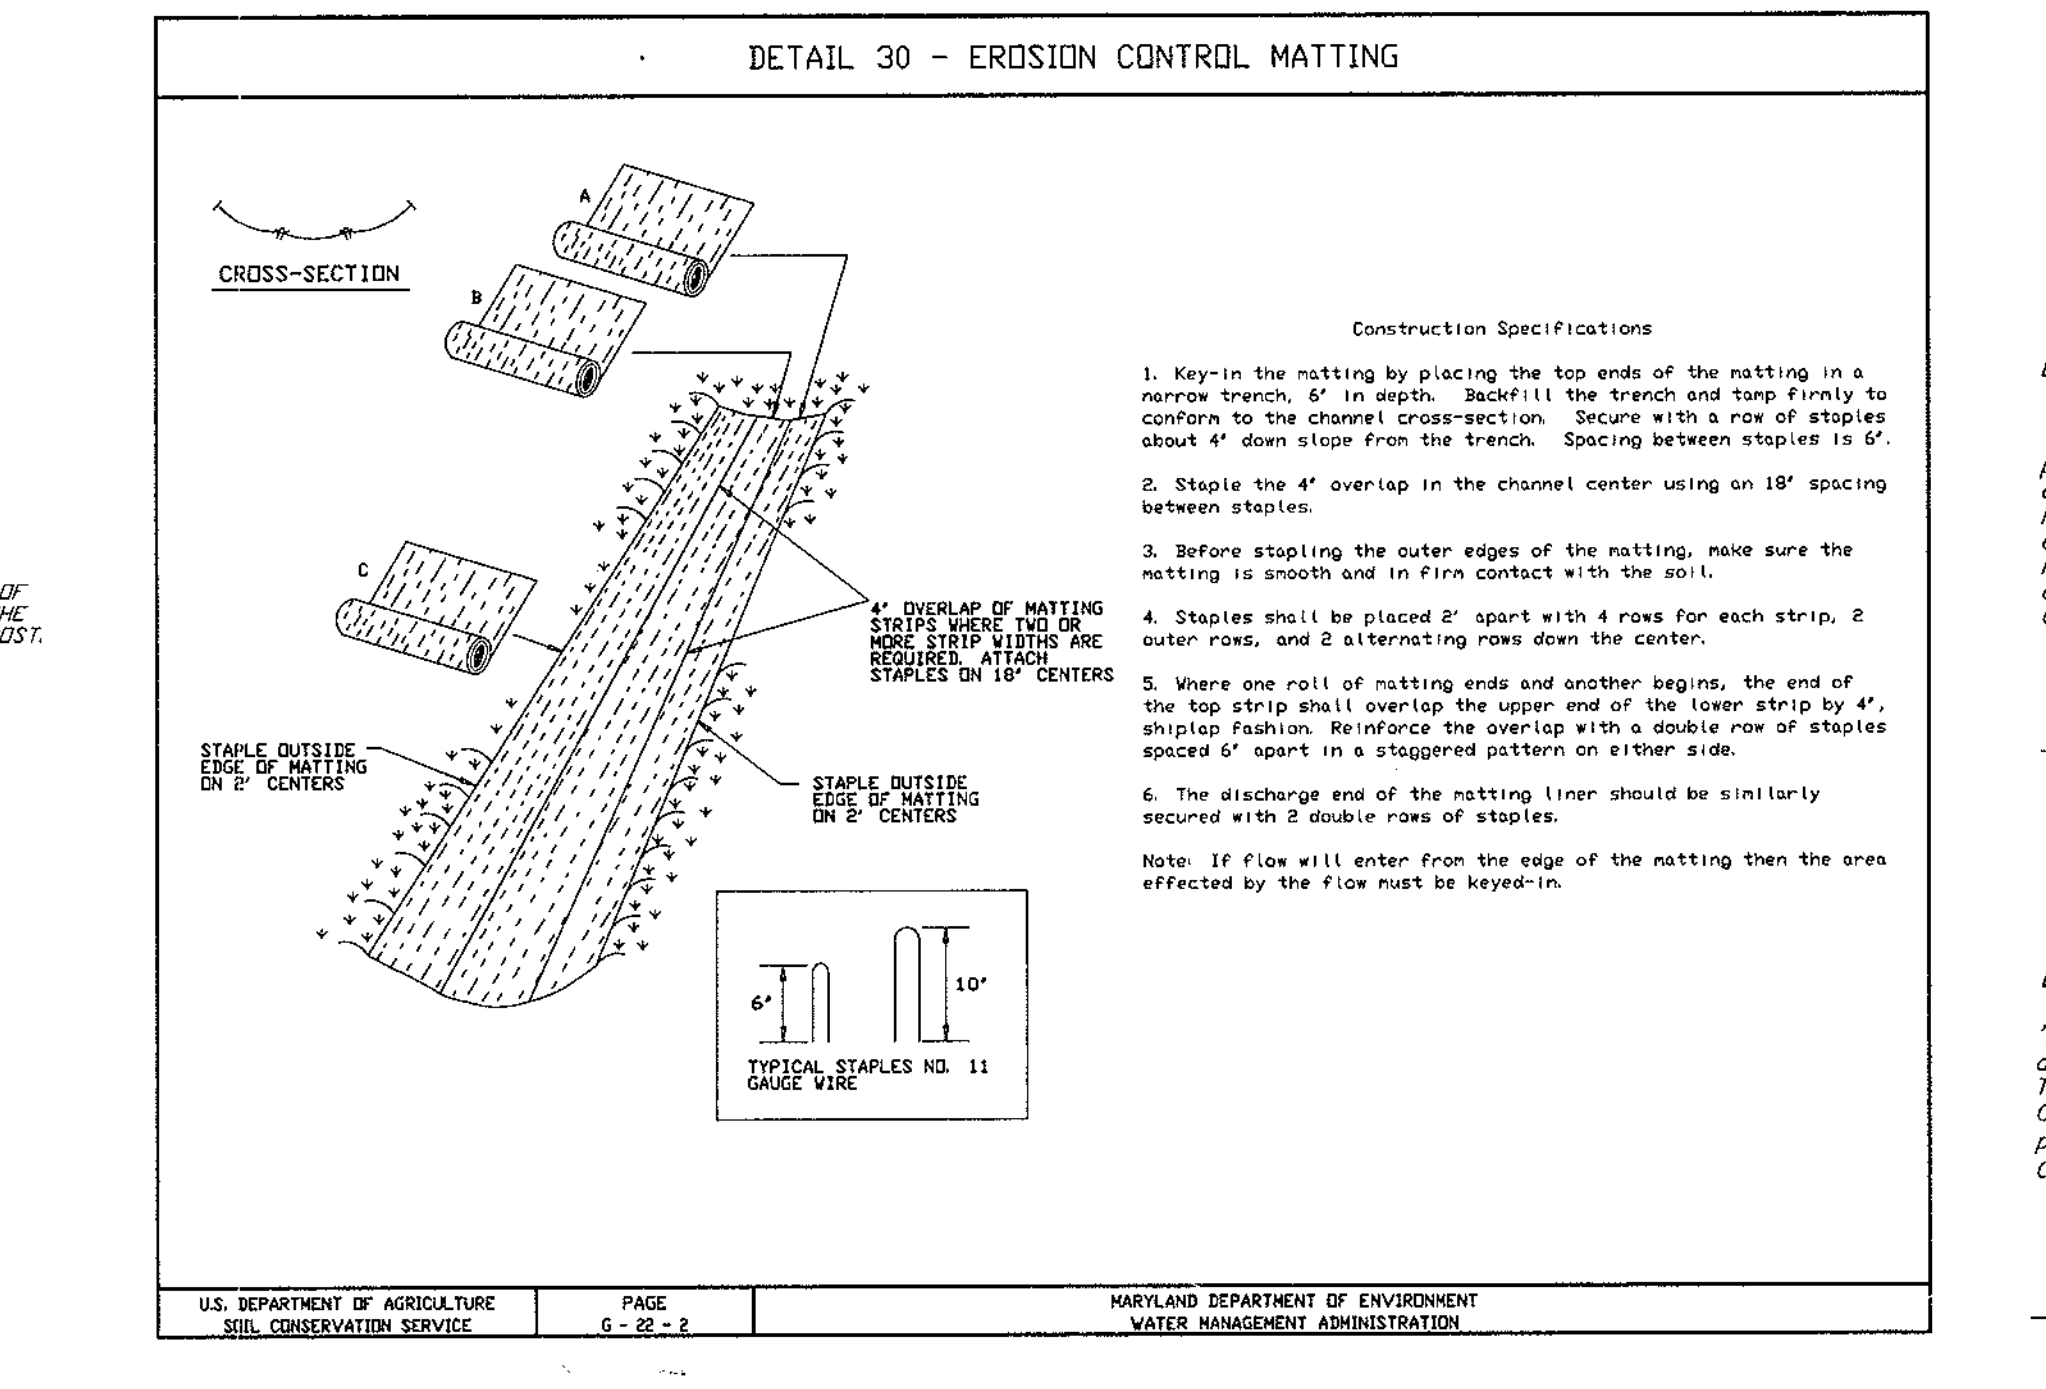 DETAIL 30 - EROSION CONTROL MATTING
CROSS-SECTION
A
B
C
4" OVERLAP OF MATTING
STRIPS WHERE TWO OR
MORE STRIP WIDTHS ARE
REQUIRED. ATTACH
STAPLES ON 18" CENTERS
STAPLE OUTSIDE
EDGE OF MATTING
ON 2' CENTERS
STAPLE OUTSIDE
EDGE OF MATTING
ON 2' CENTERS
6"
10"
TYPICAL STAPLES NO. 11
GAUGE WIRE
Construction Specifications
1. Key-in the matting by placing the top ends of the matting in a
narrow trench, 6" in depth. Backfill the trench and tamp firmly to
conform to the channel cross-section. Secure with a row of staples
about 4" down slope from the trench. Spacing between staples is 6".
2. Staple the 4" overlap in the channel center using an 18" spacing
between staples.
3. Before stapling the outer edges of the matting, make sure the
matting is smooth and in firm contact with the soil.
4. Staples shall be placed 2' apart with 4 rows for each strip, 2
outer rows, and 2 alternating rows down the center.
5. Where one roll of matting ends and another begins, the end of
the top strip shall overlap the upper end of the lower strip by 4",
shiplap fashion. Reinforce the overlap with a double row of staples
spaced 6" apart in a staggered pattern on either side.
6. The discharge end of the matting liner should be similarly
secured with 2 double rows of staples.
Note: If flow will enter from the edge of the matting then the area
effected by the flow must be keyed-in.
U.S. DEPARTMENT OF AGRICULTURE
SOIL CONSERVATION SERVICE
PAGE
G - 22 - 2
MARYLAND DEPARTMENT OF ENVIRONMENT
WATER MANAGEMENT ADMINISTRATION
OF
HE
OST.